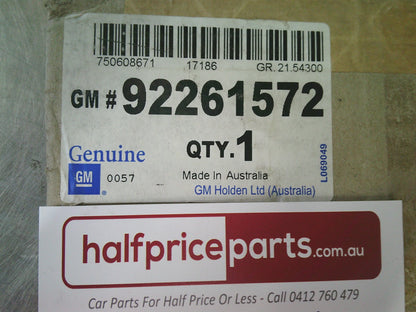 750608671 17186 GR.21.54300
GM # 92261572
Genuine QTY.1
GM ® 0057 Made In Australia
GM Holden Ltd (Australia)
L069049
halfpriceparts.com.au
Car Parts For Half Price Or Less - Call 0412 760 479